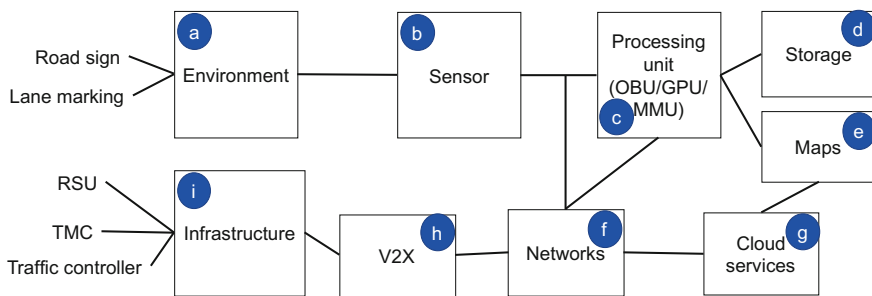 a
Road sign
Lane marking
Environment
b
Sensor
Processing
unit
(OBU/GPU/
MMU)
c
d
Storage
e
Maps
RSU
TMC
Traffic controller
i
Infrastructure
h
V2X
f
Networks
g
Cloud
services